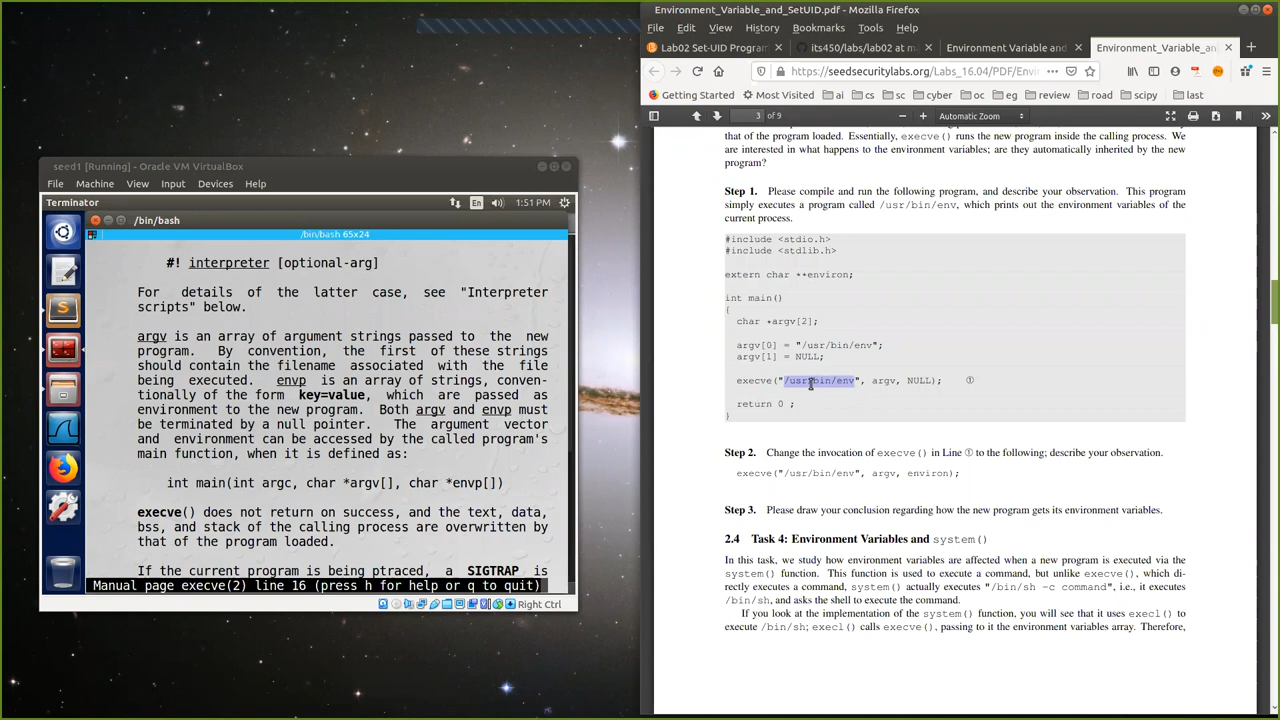 Environment_Variable_and_SetUID.pdf - Mozilla Firefox
File Edit View History Bookmarks Tools Help
Lab02 Set-UID Program
its450/labs/lab02 at m
Environment Variable and
Environment_Variable_an
https://seedsecuritylabs.org/Labs_16.04/PDF/Envi
Getting Started Most Visited ai cs sc cyber oc eg review road scipy last
3 of 9
Automatic Zoom
that of the program loaded. Essentially, execve() runs the new program inside the calling process. We
are interested in what happens to the environment variables; are they automatically inherited by the new
program?
Step 1. Please compile and run the following program, and describe your observation. This program
simply executes a program called /usr/bin/env, which prints out the environment variables of the
current process.
#include <stdio.h>
#include <stdlib.h>
extern char **environ;
int main()
{
char *argv[2];
argv[0] = "/usr/bin/env";
argv[1] = NULL;
execve("/usr/bin/env", argv, NULL); ①
return 0 ;
}
Step 2. Change the invocation of execve() in Line ① to the following; describe your observation.
execve("/usr/bin/env", argv, environ);
Step 3. Please draw your conclusion regarding how the new program gets its environment variables.
2.4 Task 4: Environment Variables and system()
In this task, we study how environment variables are affected when a new program is executed via the
system() function. This function is used to execute a command, but unlike execve(), which di-
rectly executes a command, system() actually executes "/bin/sh -c command", i.e., it executes
/bin/sh, and asks the shell to execute the command.
If you look at the implementation of the system() function, you will see that it uses execl() to
execute /bin/sh; execl() calls execve(), passing to it the environment variables array. Therefore,
seed1 [Running] - Oracle VM VirtualBox
File Machine View Input Devices Help
Terminator En 1:51 PM
/bin/bash
/bin/bash 65x24
#! interpreter [optional-arg]
For details of the latter case, see "Interpreter
scripts" below.
argv is an array of argument strings passed to the new
program. By convention, the first of these strings
should contain the filename associated with the file
being executed. envp is an array of strings, conven-
tionally of the form key=value, which are passed as
environment to the new program. Both argv and envp must
be terminated by a null pointer. The argument vector
and environment can be accessed by the called program's
main function, when it is defined as:
int main(int argc, char *argv[], char *envp[])
execve() does not return on success, and the text, data,
bss, and stack of the calling process are overwritten by
that of the program loaded.
If the current program is being ptraced, a SIGTRAP is
Manual page execve(2) line 16 (press h for help or q to quit)
Right Ctrl